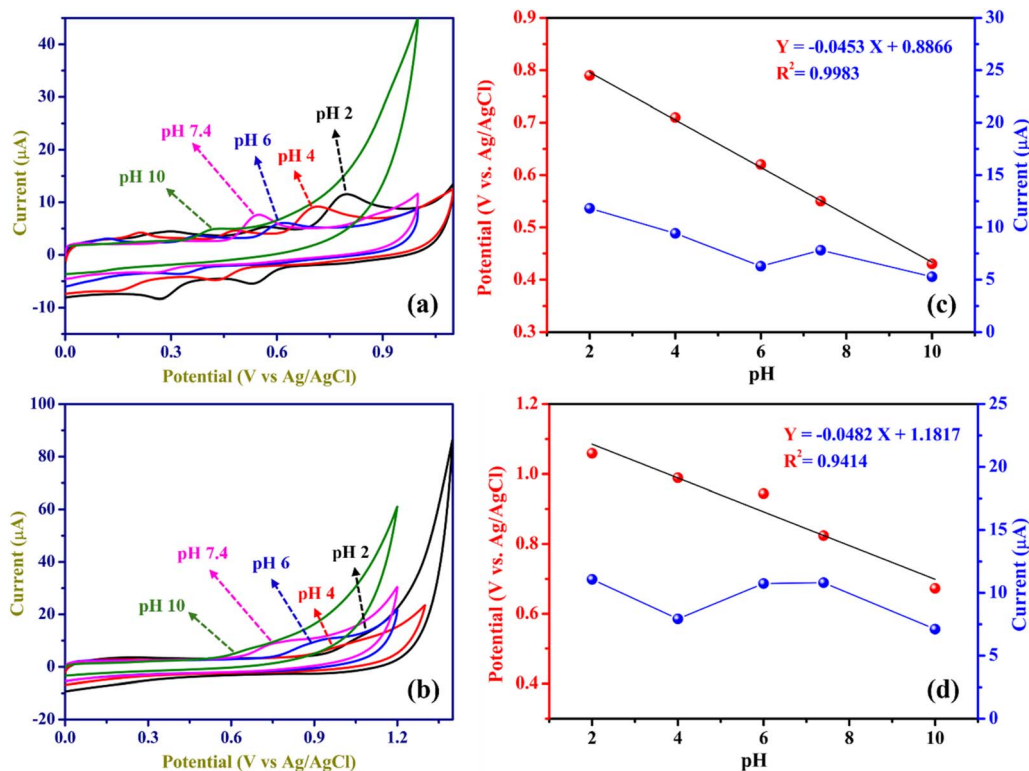 40
30
20
10
0
-10
0.0
0.3
0.6
0.9
Current (μA)
Potential (V vs Ag/AgCl)
pH 10
pH 7.4
pH 6
pH 4
pH 2
(a)
0.9
0.8
0.7
0.6
0.5
0.4
0.3
2
4
6
8
10
30
25
20
15
10
5
0
Potential (V vs. Ag/AgCl)
pH
Current (μA)
Y = -0.0453 X + 0.8866
R²= 0.9983
(c)
100
80
60
40
20
0
-20
0.0
0.3
0.6
0.9
1.2
Current (μA)
Potential (V vs Ag/AgCl)
pH 10
pH 7.4
pH 6
pH 4
pH 2
(b)
1.2
1.0
0.8
0.6
0.4
2
4
6
8
10
25
20
15
10
5
0
Potential (V vs. Ag/AgCl)
pH
Current (μA)
Y = -0.0482 X + 1.1817
R²= 0.9414
(d)